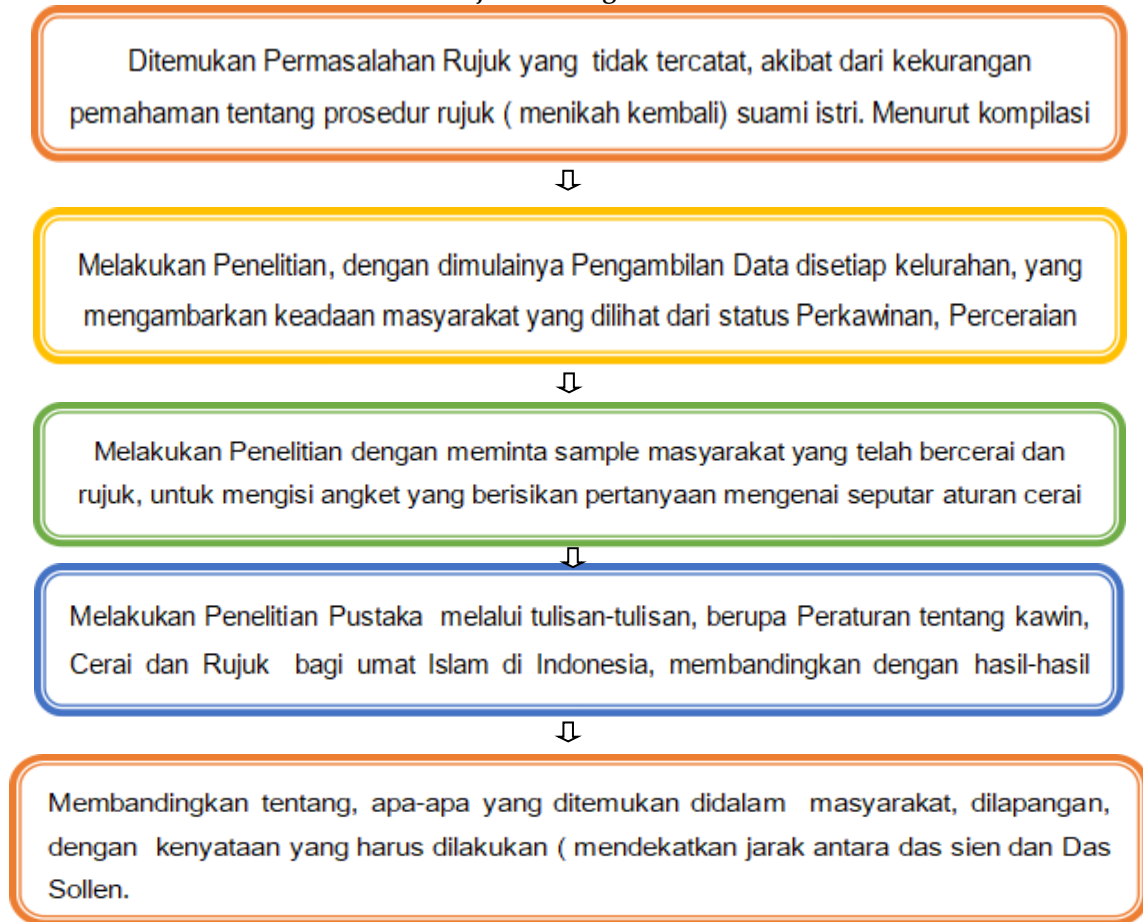 Ditemukan Permasalahan Rujuk yang tidak tercatat, akibat dari kekurangan
pemahaman tentang prosedur rujuk ( menikah kembali) suami istri. Menurut kompilasi
Melakukan Penelitian, dengan dimulainya Pengambilan Data disetiap kelurahan, yang
mengambarkan keadaan masyarakat yang dilihat dari status Perkawinan, Perceraian
Melakukan Penelitian dengan meminta sample masyarakat yang telah bercerai dan
rujuk, untuk mengisi angket yang berisikan pertanyaan mengenai seputar aturan cerai
Melakukan Penelitian Pustaka melalui tulisan-tulisan, berupa Peraturan tentang kawin,
Cerai dan Rujuk bagi umat Islam di Indonesia, membandingkan dengan hasil-hasil
Membandingkan tentang, apa-apa yang ditemukan didalam masyarakat, dilapangan,
dengan kenyataan yang harus dilakukan ( mendekatkan jarak antara das sien dan Das
Sollen.